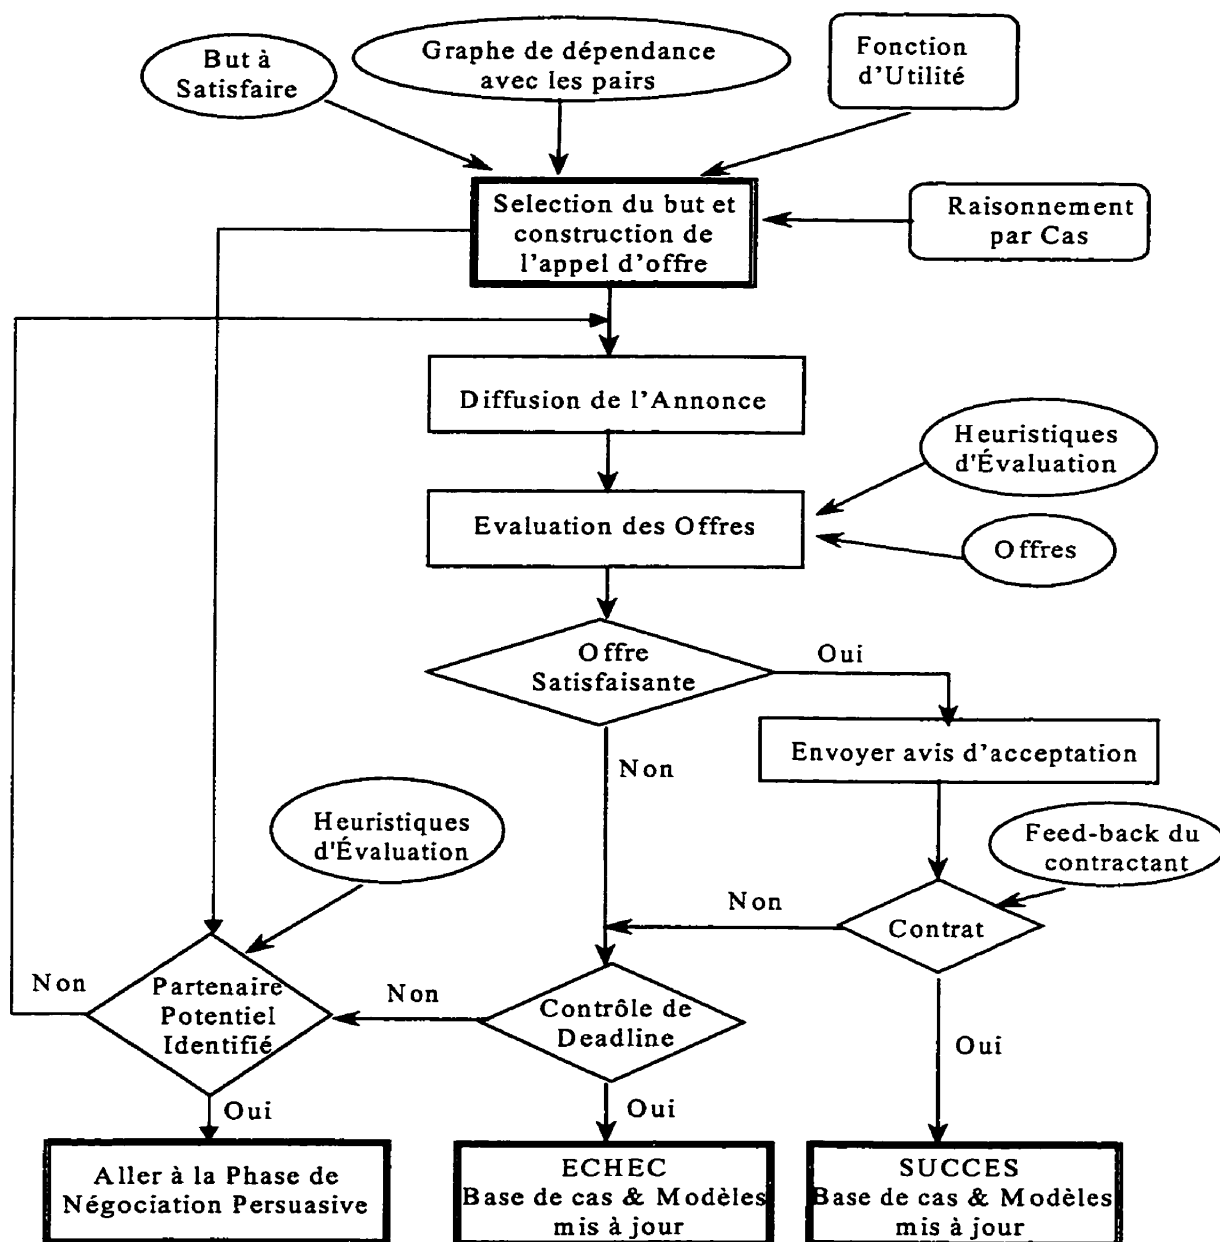 But à
Satisfaire
Graphe de dépendance
avec les pairs
Fonction
d'Utilité
Selection du but et
construction de
l'appel d'offre
Raisonnement
par Cas
Diffusion de l'Annonce
Heuristiques
d'Évaluation
Evaluation des Offres
Offres
Offre
Satisfaisante
Oui
Non
Envoyer avis d'acceptation
Heuristiques
d'Évaluation
Feed-back du
contractant
Non
Contrat
Non
Partenaire
Potentiel
Identifié
Non
Contrôle de
Deadline
Oui
Oui
Oui
Aller à la Phase de
Négociation Persuasive
ECHEC
Base de cas & Modèles
mis à jour
SUCCES
Base de cas & Modèles
mis à jour